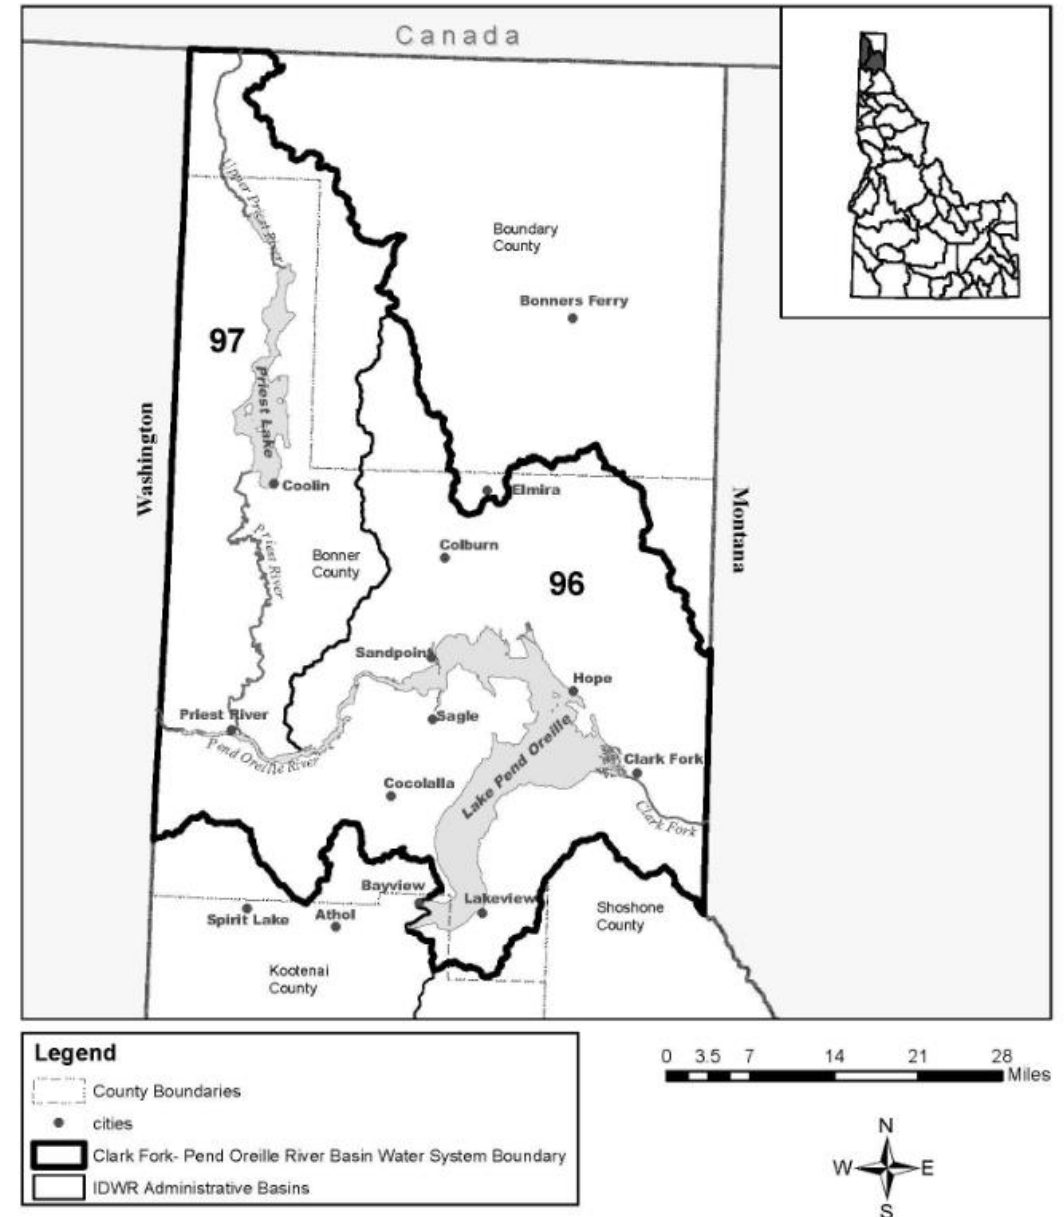 Canada
Upper Priest River
Boundary
County
Bonners Ferry
97
Priest Lake
Washington
Montana
Coolin
Elmira
Priest River
Bonner
County
Colburn
96
Sandpoint
Hope
Priest River
Sagle
Pend Oreille River
Lake Pend Oreille
Clark Fork
Cocolalla
Clark Fork
Bayview
Lakeview
Spirit Lake
Athol
Shoshone
County
Kootenai
County
Legend
County Boundaries
cities
Clark Fork- Pend Oreille River Basin Water System Boundary
IDWR Administrative Basins
0 3.5 7 14 21 28
Miles
N
W E
S